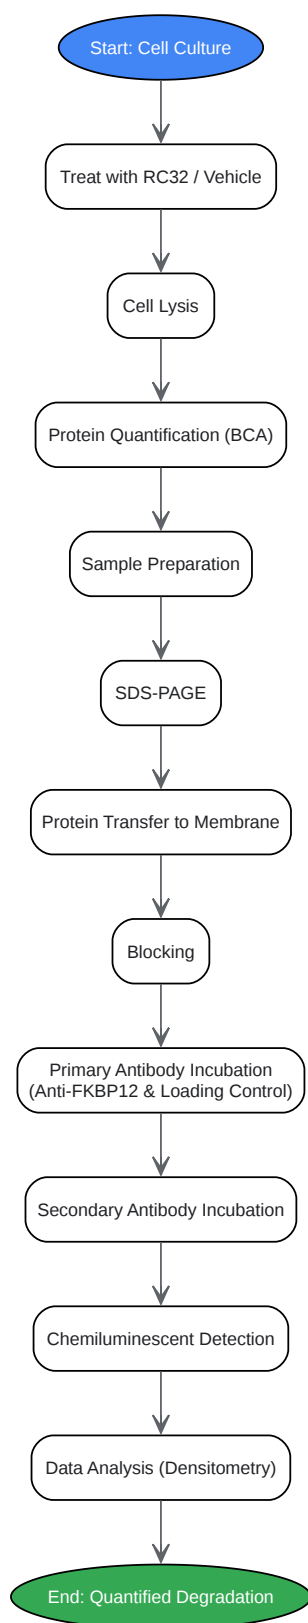 Start: Cell Culture
Treat with RC32 / Vehicle
Cell Lysis
Protein Quantification (BCA)
Sample Preparation
SDS-PAGE
Protein Transfer to Membrane
Blocking
Primary Antibody Incubation
(Anti-FKBP12 & Loading Control)
Secondary Antibody Incubation
Chemiluminescent Detection
Data Analysis (Densitometry)
End: Quantified Degradation